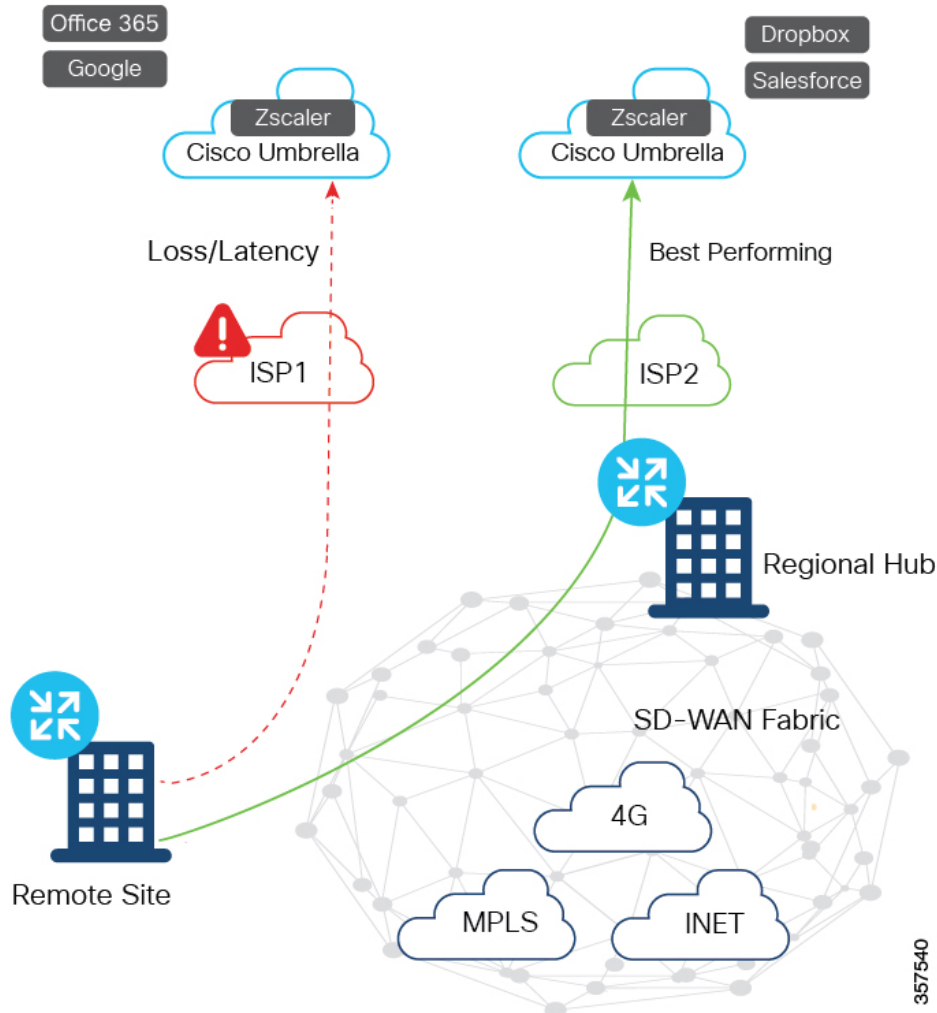 Office 365
Google
Dropbox
Salesforce
Zscaler
Cisco Umbrella
Zscaler
Cisco Umbrella
Loss/Latency
Best Performing
ISP1
ISP2
Regional Hub
SD-WAN Fabric
4G
Remote Site
MPLS
INET
357540